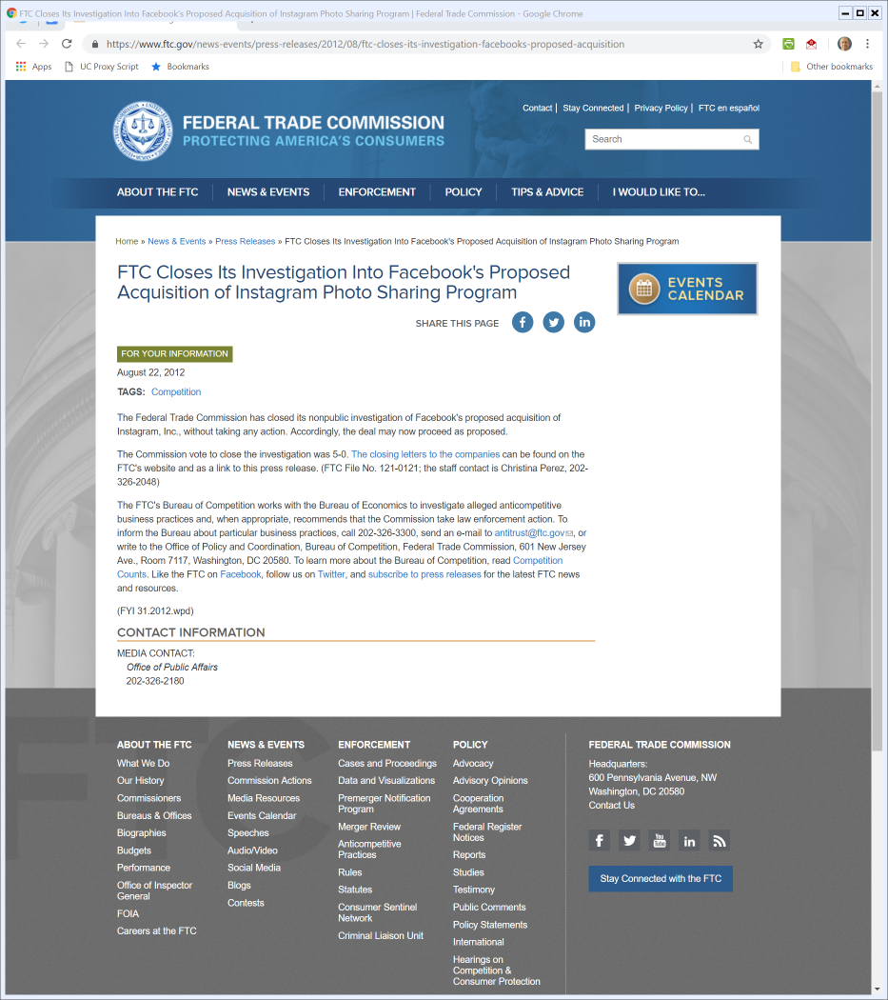 FTC Closes Its Investigation Into Facebook's Proposed Acquisition of Instagram Photo Sharing Program | Federal Trade Commission - Google Chrome
https://www.ftc.gov/news-events/press-releases/2012/08/ftc-closes-its-investigation-facebooks-proposed-acquisition
Apps UC Proxy Script Bookmarks Other bookmarks
Contact | Stay Connected | Privacy Policy | FTC en español
FEDERAL TRADE COMMISSION
PROTECTING AMERICA'S CONSUMERS
Search
ABOUT THE FTC NEWS & EVENTS ENFORCEMENT POLICY TIPS & ADVICE I WOULD LIKE TO...
Home » News & Events » Press Releases » FTC Closes Its Investigation Into Facebook's Proposed Acquisition of Instagram Photo Sharing Program
FTC Closes Its Investigation Into Facebook's Proposed
Acquisition of Instagram Photo Sharing Program
EVENTS
CALENDAR
SHARE THIS PAGE
FOR YOUR INFORMATION
August 22, 2012
TAGS: Competition
The Federal Trade Commission has closed its nonpublic investigation of Facebook's proposed acquisition of
Instagram, Inc., without taking any action. Accordingly, the deal may now proceed as proposed.
The Commission vote to close the investigation was 5-0. The closing letters to the companies can be found on the
FTC's website and as a link to this press release. (FTC File No. 121-0121; the staff contact is Christina Perez, 202-
326-2048)
The FTC's Bureau of Competition works with the Bureau of Economics to investigate alleged anticompetitive
business practices and, when appropriate, recommends that the Commission take law enforcement action. To
inform the Bureau about particular business practices, call 202-326-3300, send an e-mail to antitrust@ftc.gov, or
write to the Office of Policy and Coordination, Bureau of Competition, Federal Trade Commission, 601 New Jersey
Ave., Room 7117, Washington, DC 20580. To learn more about the Bureau of Competition, read Competition
Counts. Like the FTC on Facebook, follow us on Twitter, and subscribe to press releases for the latest FTC news
and resources.
(FYI 31.2012.wpd)
CONTACT INFORMATION
MEDIA CONTACT:
Office of Public Affairs
202-326-2180
FTC
ABOUT THE FTC
What We Do
Our History
Commissioners
Bureaus & Offices
Biographies
Budgets
Performance
Office of Inspector
General
FOIA
Careers at the FTC
NEWS & EVENTS
Press Releases
Commission Actions
Media Resources
Events Calendar
Speeches
Audio/Video
Social Media
Blogs
Contests
ENFORCEMENT
Cases and Proceedings
Data and Visualizations
Premerger Notification
Program
Merger Review
Anticompetitive
Practices
Rules
Statutes
Consumer Sentinel
Network
Criminal Liaison Unit
POLICY
Advocacy
Advisory Opinions
Cooperation
Agreements
Federal Register
Notices
Reports
Studies
Testimony
Public Comments
Policy Statements
International
Hearings on
Competition &
Consumer Protection
FEDERAL TRADE COMMISSION
Headquarters:
600 Pennsylvania Avenue, NW
Washington, DC 20580
Contact Us
You
Tube
Stay Connected with the FTC